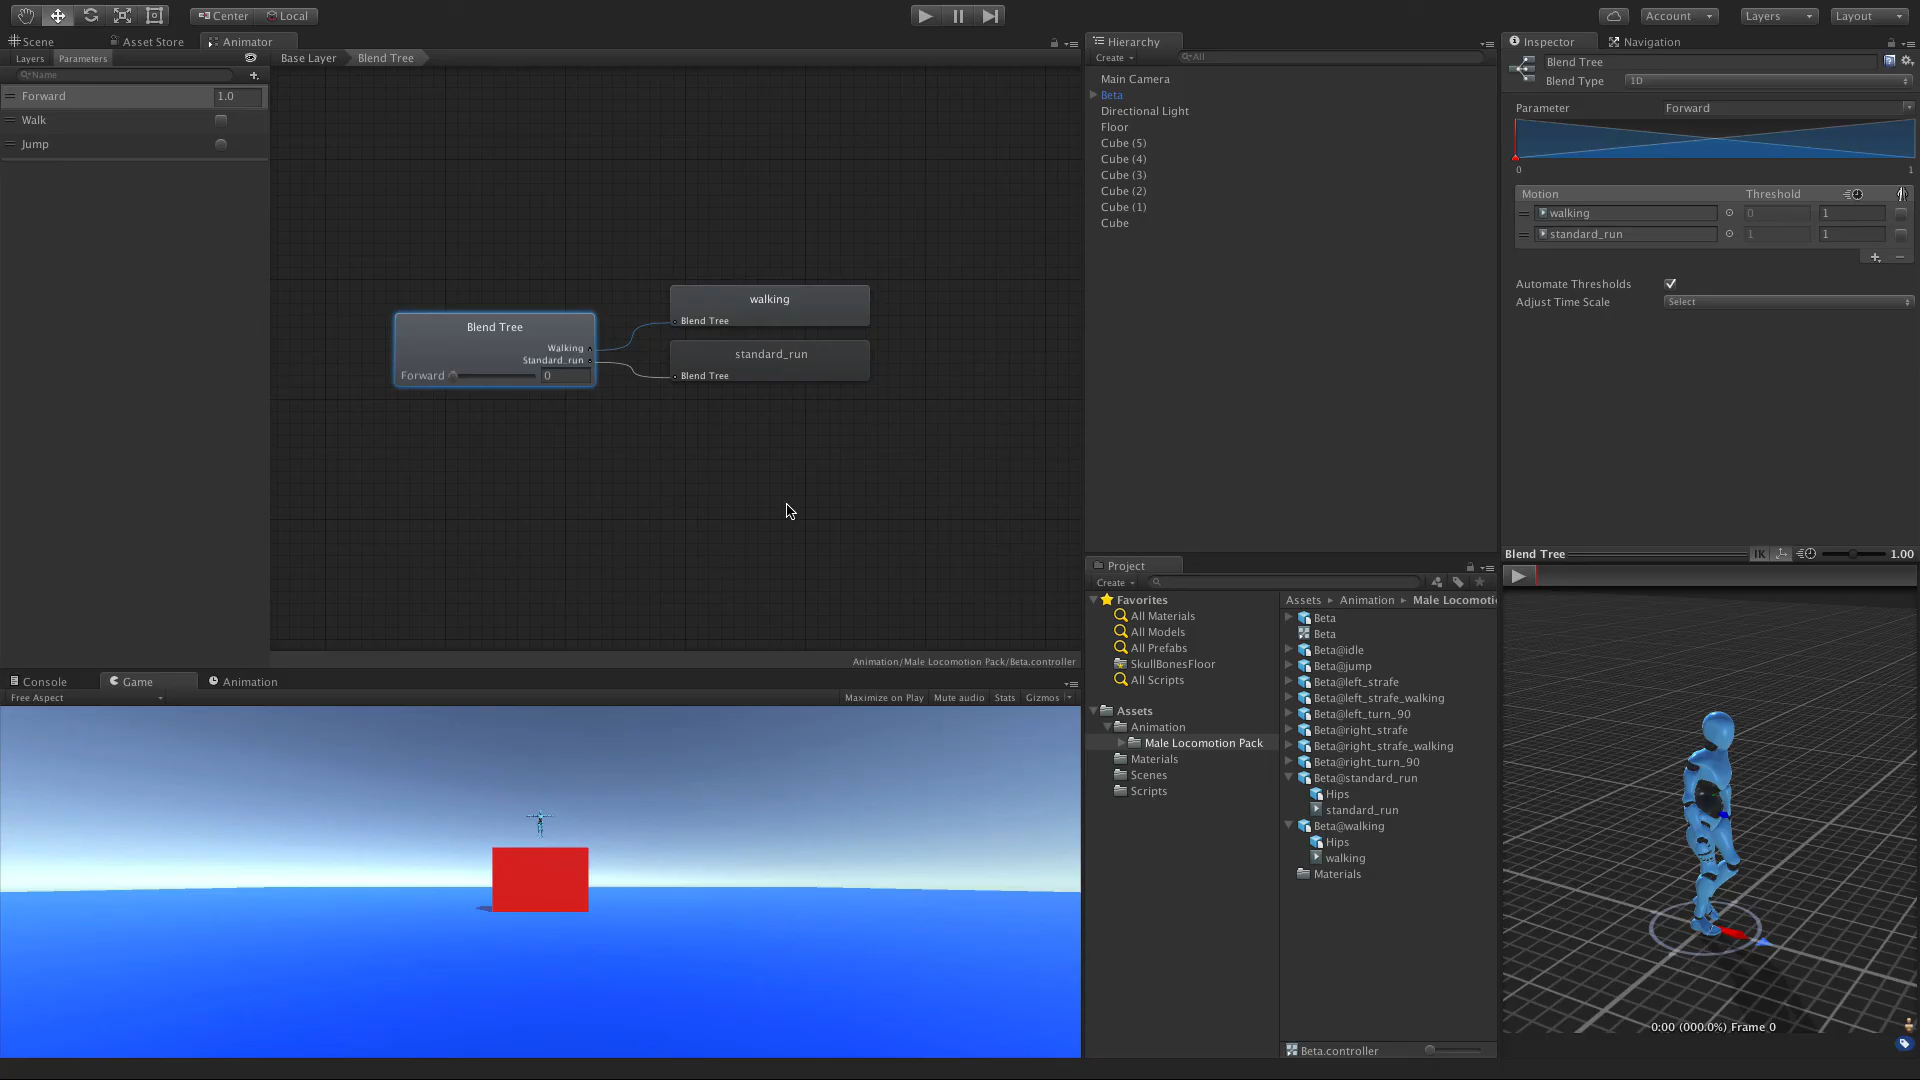 Center
Local
Account
Layers
Layout
Scene
Asset Store
Animator
Layers
Parameters
Name
Forward
1.0
Walk
Jump
Base Layer
Blend Tree
Blend Tree
Walking
Standard_run
Forward
0
walking
Blend Tree
standard_run
Blend Tree
Animation/Male Locomotion Pack/Beta.controller
Console
Game
Animation
Free Aspect
Maximize on Play
Mute audio
Stats
Gizmos
Hierarchy
Create
All
Main Camera
Beta
Directional Light
Floor
Cube (5)
Cube (4)
Cube (3)
Cube (2)
Cube (1)
Cube
Project
Create
Favorites
All Materials
All Models
All Prefabs
SkullBonesFloor
All Scripts
Assets
Animation
Male Locomotion Pack
Materials
Scenes
Scripts
Assets
Animation
Male Locomoti
Beta
Beta
Beta@idle
Beta@jump
Beta@left_strafe
Beta@left_strafe_walking
Beta@left_turn_90
Beta@right_strafe
Beta@right_strafe_walking
Beta@right_turn_90
Beta@standard_run
Hips
standard_run
Beta@walking
Hips
walking
Materials
Beta.controller
Inspector
Navigation
Blend Tree
Blend Type
1D
Parameter
Forward
0
1
Motion
Threshold
walking
0
1
standard_run
1
1
Automate Thresholds
Adjust Time Scale
Select
Blend Tree
IK
1.00
0:00 (000.0%) Frame 0